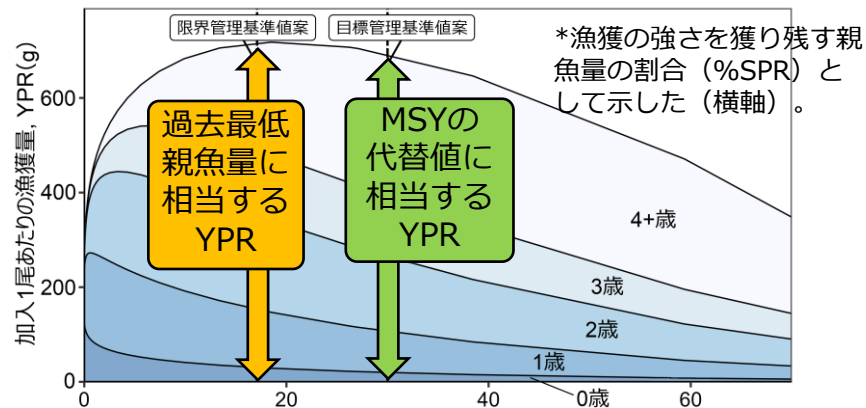 限界管理基準値案
目標管理基準値案
*漁獲の強さを獲り残す親
魚量の割合（%SPR）と
して示した（横軸）。
加入1尾あたりの漁獲量, YPR(g)
600
400
200
0
過去最低
親魚量に
相当する
YPR
MSYの
代替値に
相当する
YPR
4+歳
3歳
2歳
1歳
0歳
0
20
40
60